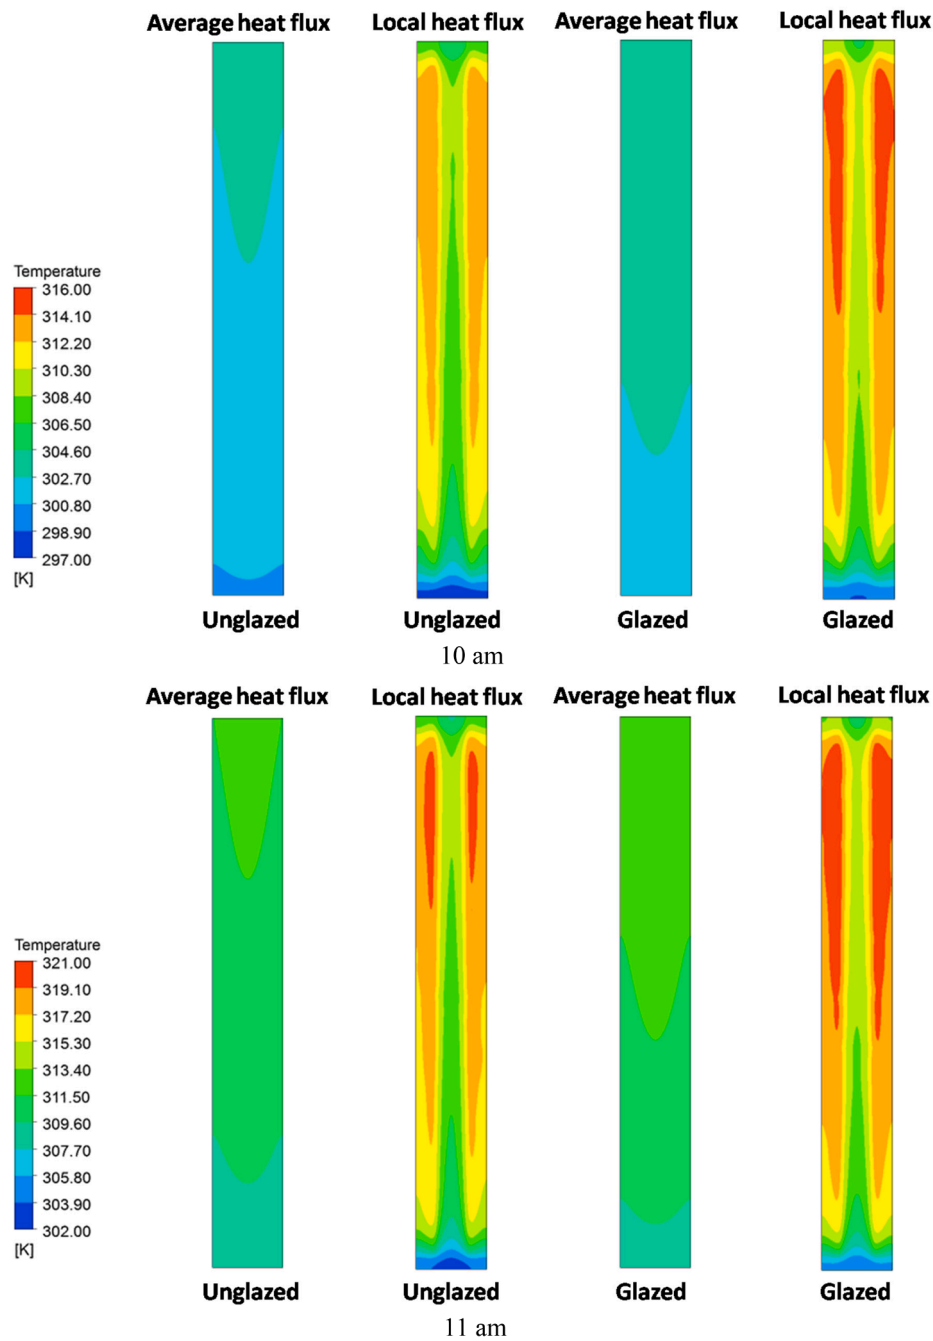 Average heat flux Local heat flux Average heat flux Local heat flux
Temperature
316.00
314.10
312.20
310.30
308.40
306.50
304.60
302.70
300.80
298.90
297.00
[K]
Unglazed Unglazed Glazed Glazed
10 am
Average heat flux Local heat flux Average heat flux Local heat flux
Temperature
321.00
319.10
317.20
315.30
313.40
311.50
309.60
307.70
305.80
303.90
302.00
[K]
Unglazed Unglazed Glazed Glazed
11 am